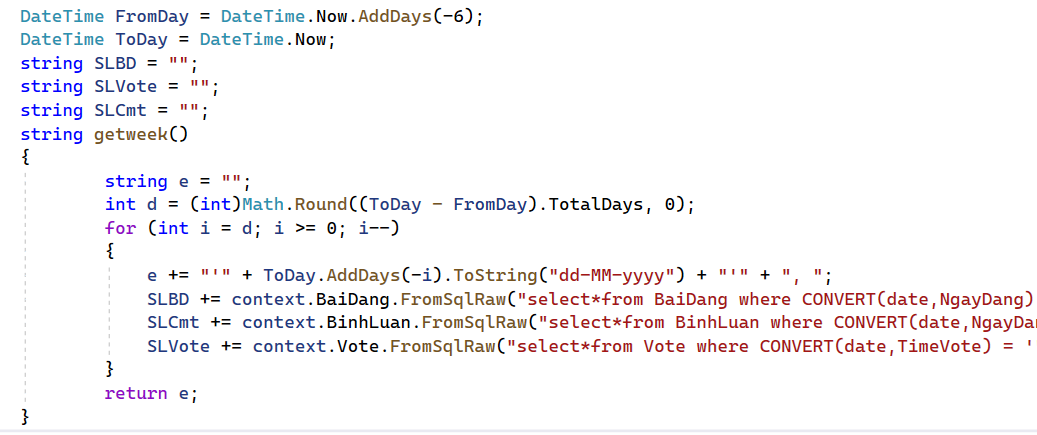 DateTime FromDay = DateTime.Now.AddDays(-6);
DateTime ToDay = DateTime.Now;
string SLBD = "";
string SLVote = "";
string SLCmt = "";
string getweek()
{
string e = "";
int d = (int)Math.Round((ToDay - FromDay).TotalDays, 0);
for (int i = d; i >= 0; i--)
{
e += "'" + ToDay.AddDays(-i).ToString("dd-MM-yyyy") + "'" + ", ";
SLBD += context.BaiDang.FromSqlRaw("select*from BaiDang where CONVERT(date,NgayDang)
SLCmt += context.BinhLuan.FromSqlRaw("select*from BinhLuan where CONVERT(date,NgayDan
SLVote += context.Vote.FromSqlRaw("select*from Vote where CONVERT(date,TimeVote) = '
}
return e;
}